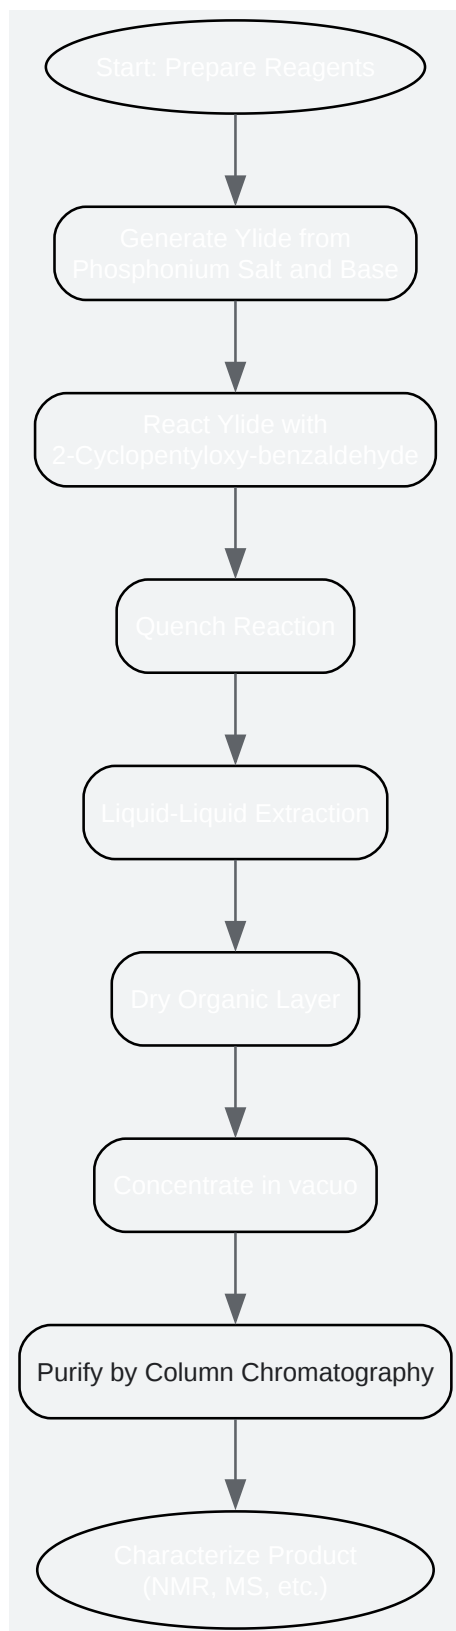 Start: Prepare Reagents
Generate Ylide from
Phosphonium Salt and Base
React Ylide with
2-Cyclopentyloxy-benzaldehyde
Quench Reaction
Liquid-Liquid Extraction
Dry Organic Layer
Concentrate in vacuo
Purify by Column Chromatography
Characterize Product
(NMR, MS, etc.)